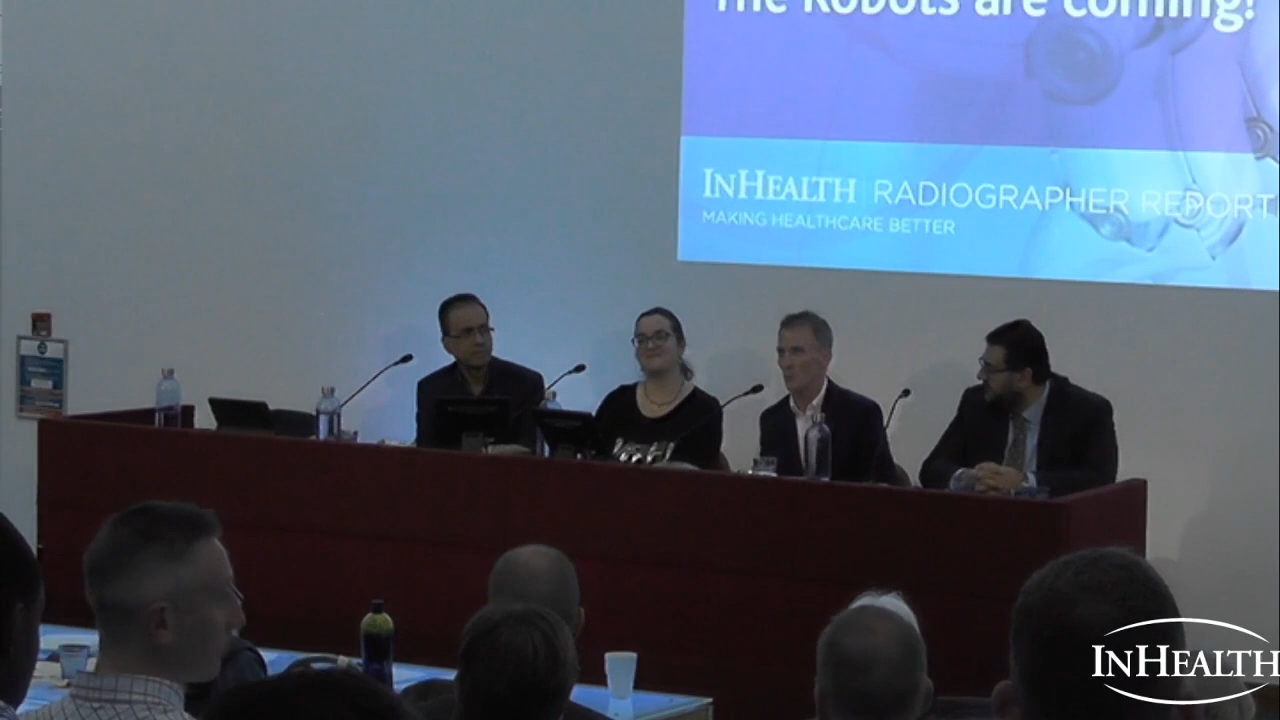 The Robots are coming!
INHEALTH RADIOGRAPHER REPORT
MAKING HEALTHCARE BETTER
INHEALTH